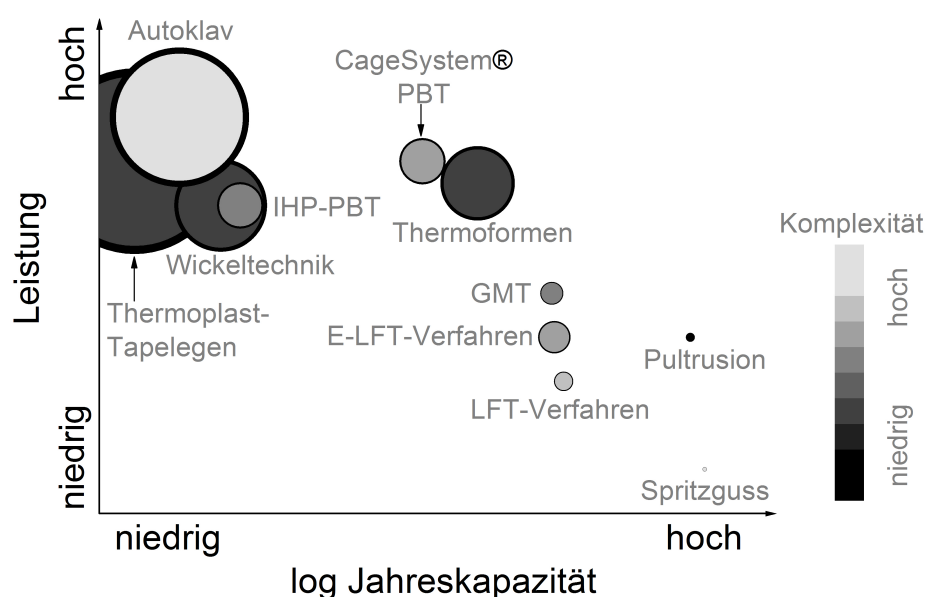 Autoklav
hoch
CageSystem®
PBT
IHP-PBT
Thermoformen
Leistung
Wickeltechnik
Komplexität
hoch
GMT
Thermoplast-
Tapelegen
E-LFT-Verfahren
Pultrusion
LFT-Verfahren
niedrig
niedrig
Spritzguss
niedrig
hoch
log Jahreskapazität